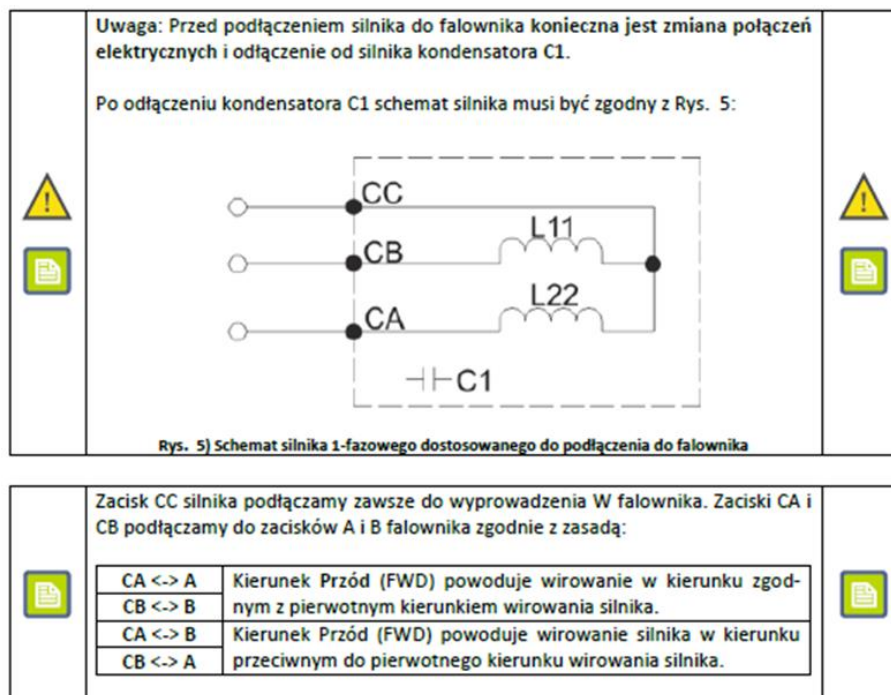 Uwaga: Przed podłączeniem silnika do falownika konieczna jest zmiana połączeń
elektrycznych i odłączenie od silnika kondensatora C1.
Po odłączeniu kondensatora C1 schemat silnika musi być zgodny z Rys. 5:
CC
L11
CB
L22
CA
C1
Rys. 5) Schemat silnika 1-fazowego dostosowanego do podłączenia do falownika
Zacisk CC silnika podłączamy zawsze do wyprowadzenia W falownika. Zaciski CA i
CB podłączamy do zacisków A i B falownika zgodnie z zasadą:
CA <-> A
CB <-> B
Kierunek Przód (FWD) powoduje wirowanie w kierunku zgod-
nym z pierwotnym kierunkiem wirowania silnika.
CA <-> B
CB <-> A
Kierunek Przód (FWD) powoduje wirowanie silnika w kierunku
przeciwnym do pierwotnego kierunku wirowania silnika.